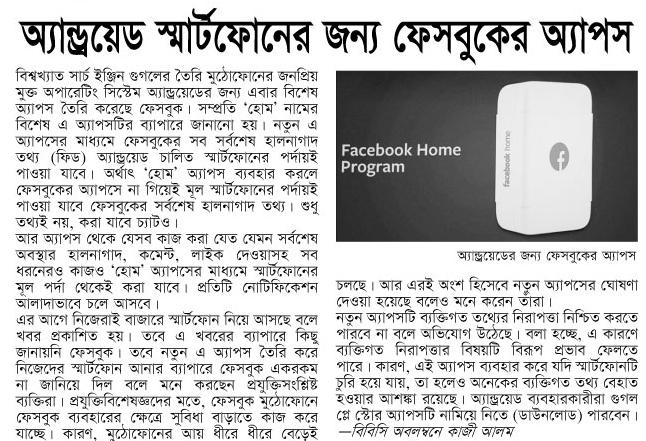 অ্যান্ড্রয়েড স্মার্টফোনের জন্য ফেসবুকের অ্যাপস
বিশ্বখ্যাত সার্চ ইঞ্জিন গুগলের তৈরি মুঠোফোনের জনপ্রিয়
মুক্ত অপারেটিং সিস্টেম অ্যান্ড্রয়েডের জন্য এবার বিশেষ
অ্যাপস তৈরি করেছে ফেসবুক। সম্প্রতি ‘হোম’ নামের
বিশেষ এ অ্যাপসটির ব্যাপারে জানানো হয়। নতুন এ
অ্যাপসের মাধ্যমে ফেসবুকের সব সর্বশেষ হালনাগাদ
তথ্য (ফিড) অ্যান্ড্রয়েড চালিত স্মার্টফোনের পর্দায়ই
পাওয়া যাবে। অর্থাৎ ‘হোম’ অ্যাপস ব্যবহার করলে
ফেসবুকের অ্যাপসে না গিয়েই মূল স্মার্টফোনের পর্দায়ই
পাওয়া যাবে ফেসবুকের সর্বশেষ হালনাগাদ তথ্য। শুধু
তথ্যই নয়, করা যাবে চ্যাটও।
আর অ্যাপস থেকে যেসব কাজ করা যেত যেমন সর্বশেষ
অবস্থার হালনাগাদ, কমেন্ট, লাইক দেওয়াসহ সব
ধরনেরও কাজও ‘হোম’ অ্যাপসের মাধ্যমে স্মার্টফোনের
মূল পর্দা থেকেই করা যাবে। প্রতিটি নোটিফিকেশন
আলাদাভাবে চলে আসবে।
এর আগে নিজেরাই বাজারে স্মার্টফোন নিয়ে আসছে বলে
খবর প্রকাশিত হয়। তবে এ খবরের ব্যাপারে কিছু
জানায়নি ফেসবুক। তবে নতুন এ অ্যাপস তৈরি করে
নিজেদের স্মার্টফোন আনার ব্যাপারে ফেসবুক একরকম
না জানিয়ে দিল বলে মনে করছেন প্রযুক্তিসংশ্লিষ্ট
ব্যক্তিরা। প্রযুক্তিবিশেষজ্ঞদের মতে, ফেসবুক মুঠোফোনে
ফেসবুক ব্যবহারের ক্ষেত্রে সুবিধা বাড়াতে কাজ করে
যাচ্ছে। কারণ, মুঠোফোনের আয় ধীরে ধীরে বেড়েই
Facebook Home
Program
facebook home
f
অ্যান্ড্রয়েডের জন্য ফেসবুকের অ্যাপস
চলছে। আর এরই অংশ হিসেবে নতুন অ্যাপসের ঘোষণা
দেওয়া হয়েছে বলেও মনে করেন তাঁরা।
নতুন অ্যাপসটি ব্যক্তিগত তথ্যের নিরাপত্তা নিশ্চিত করতে
পারবে না বলে অভিযোগ উঠেছে। বলা হচ্ছে, এ কারণে
ব্যক্তিগত নিরাপত্তার বিষয়টি বিরূপ প্রভাব ফেলতে
পারে। কারণ, এই অ্যাপস ব্যবহার করে যদি স্মার্টফোনটি
চুরি হয়ে যায়, তা হলেও অনেকের ব্যক্তিগত তথ্য বেহাত
হওয়ার আশঙ্কা রয়েছে। অ্যান্ড্রয়েড ব্যবহারকারীরা গুগল
প্লে স্টোর অ্যাপসটি নামিয়ে নিতে (ডাউনলোড) পারবেন।
—বিবিসি অবলম্বনে কাজী আলম